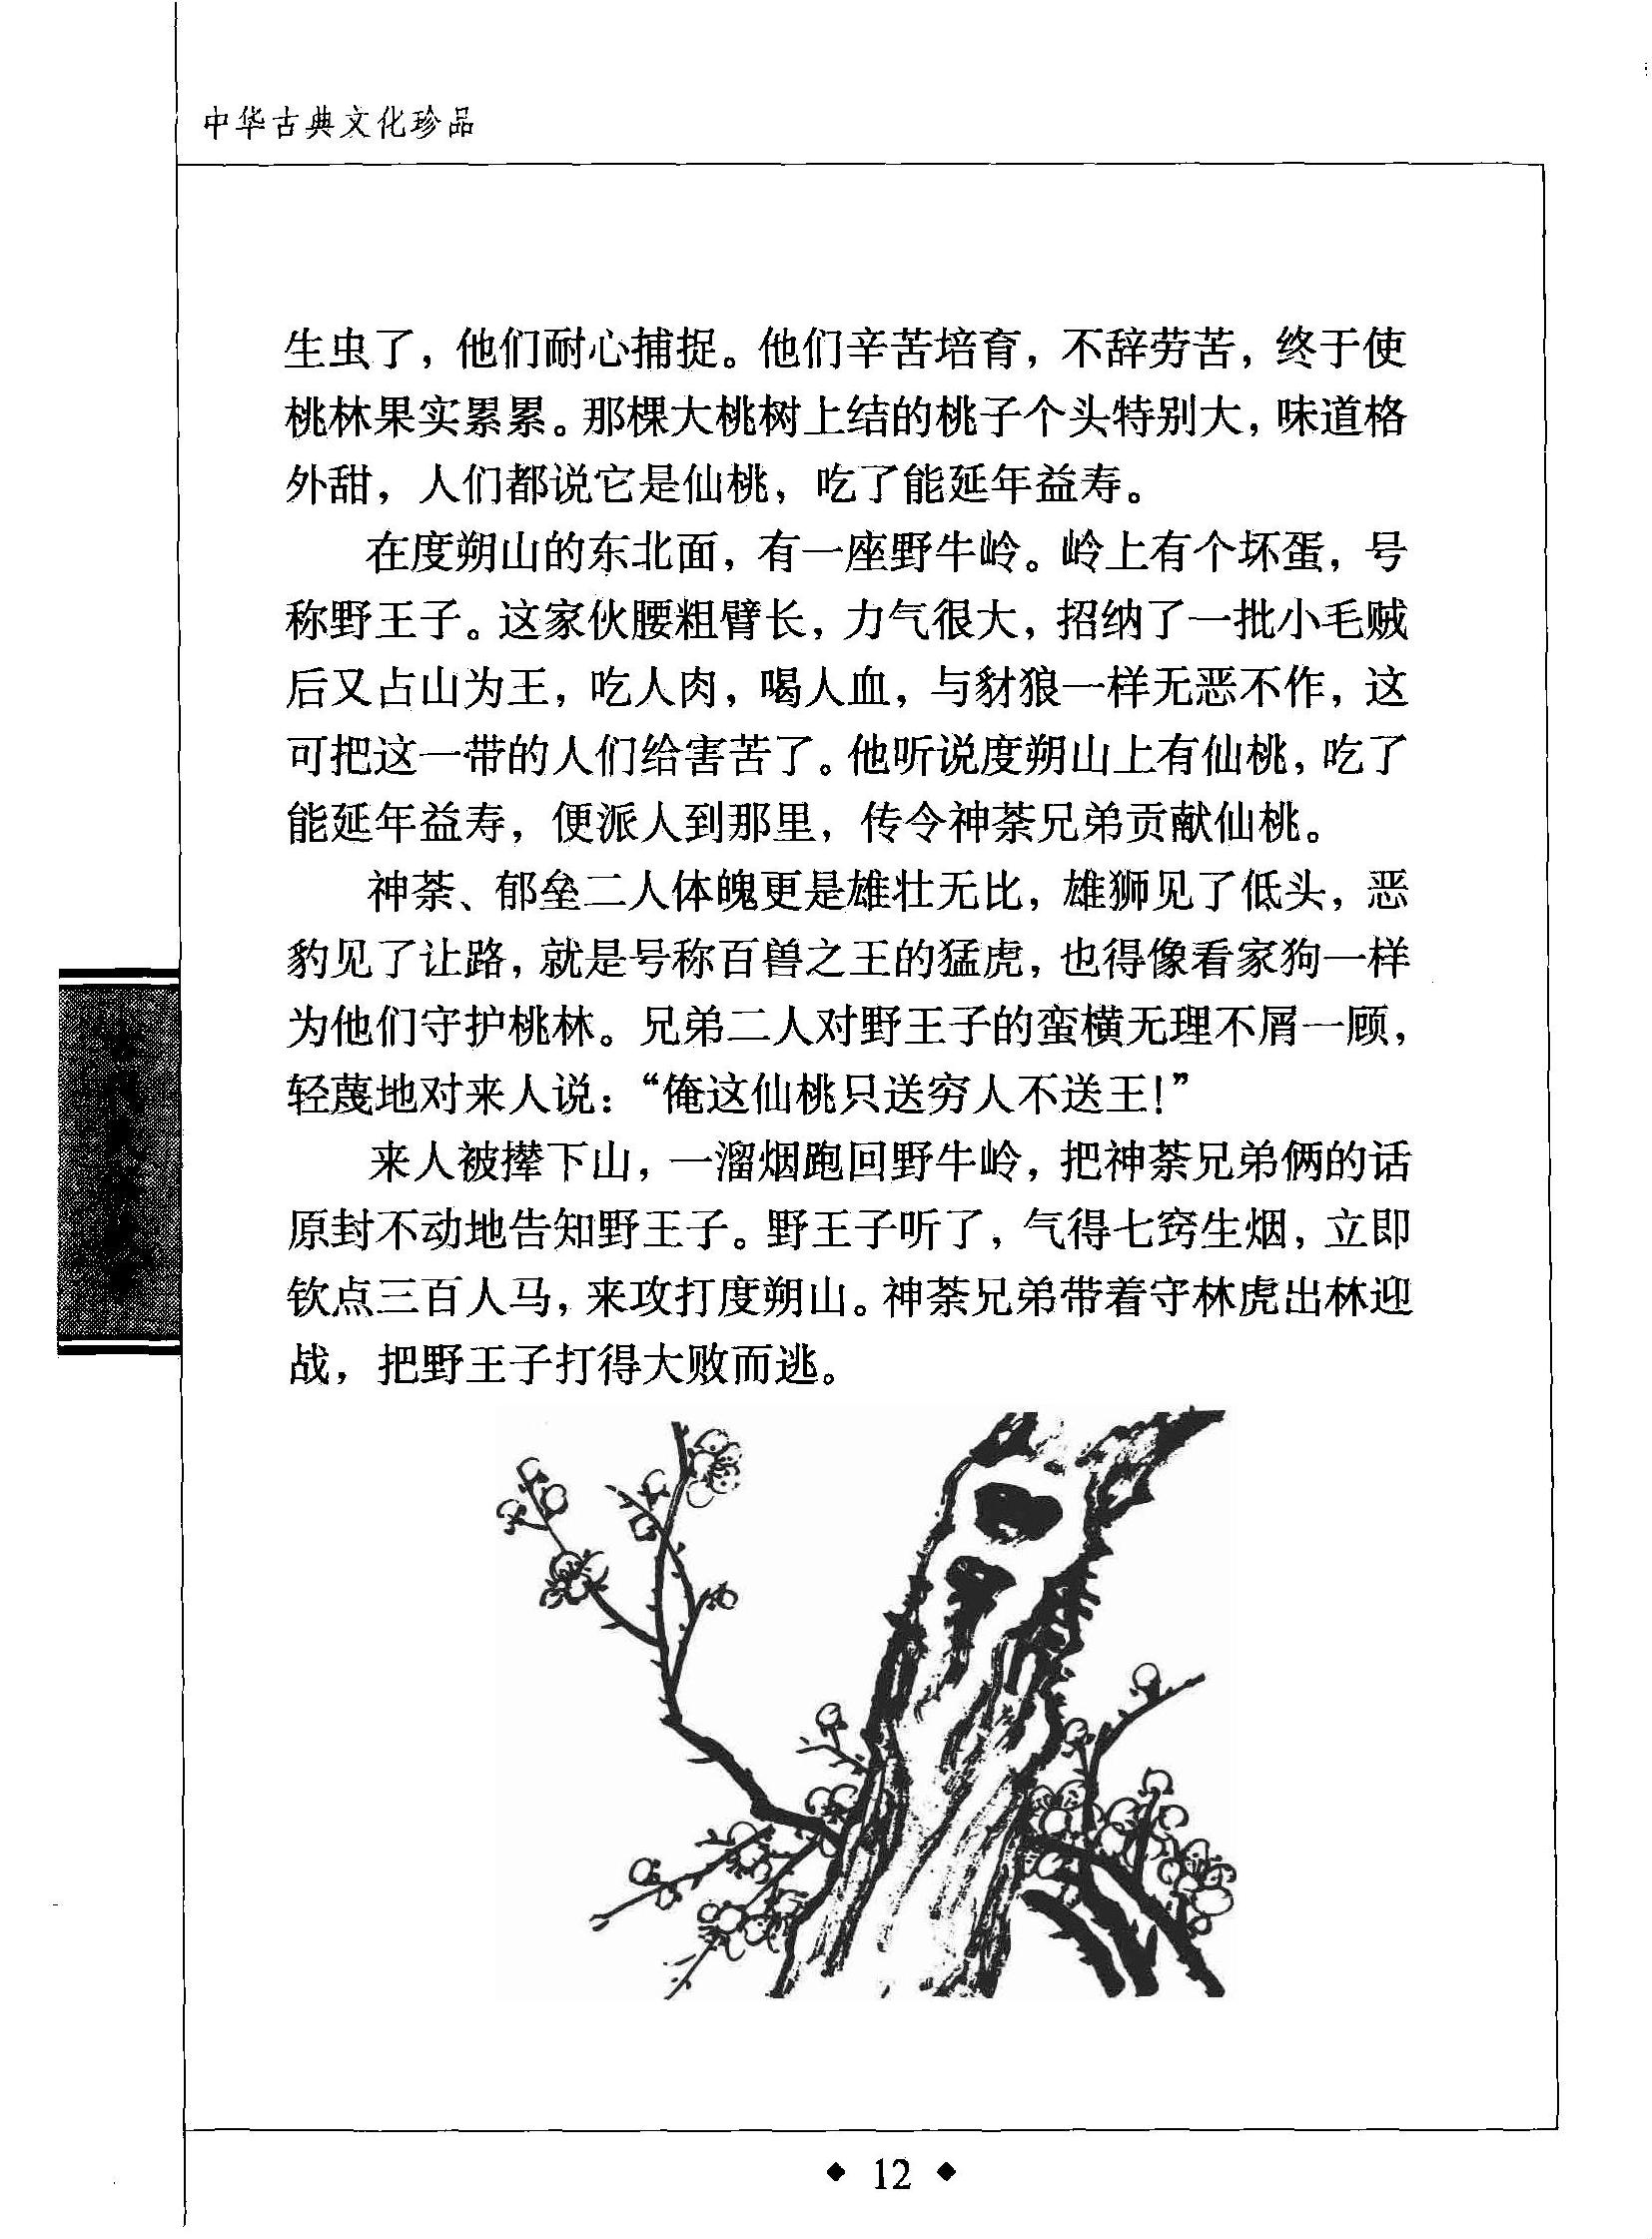 中华古典文化珍品
生虫了，他们耐心捕捉。他们辛苦培育，不辞劳苦，终于使
桃林果实累累。那棵大桃树上结的桃子个头特别大，味道格
外甜，人们都说它是仙桃，吃了能延年益寿。
在度朔山的东北面，有一座野牛岭。岭上有个坏蛋，号
称野王子。这家伙腰粗臂长，力气很大，招纳了一批小毛贼
后又占山为王，吃人肉，喝人血，与豺狼一样无恶不作，这
可把这一带的人们给害苦了。他听说度朔山上有仙桃，吃了
能延年益寿，便派人到那里，传令神荼兄弟贡献仙桃。
神荼、郁垒二人体魄更是雄壮无比，雄狮见了低头，恶
豹见了让路，就是号称百兽之王的猛虎，也得像看家狗一样
为他们守护桃林。兄弟二人对野王子的蛮横无理不屑一顾，
轻蔑地对来人说：“俺这仙桃只送穷人不送王！”
来人被撵下山，一溜烟跑回野牛岭，把神荼兄弟俩的话
原封不动地告知野王子。野王子听了，气得七窍生烟，立即
钦点三百人马，来攻打度朔山。神荼兄弟带着守林虎出林迎
战，把野王子打得大败而逃。
12